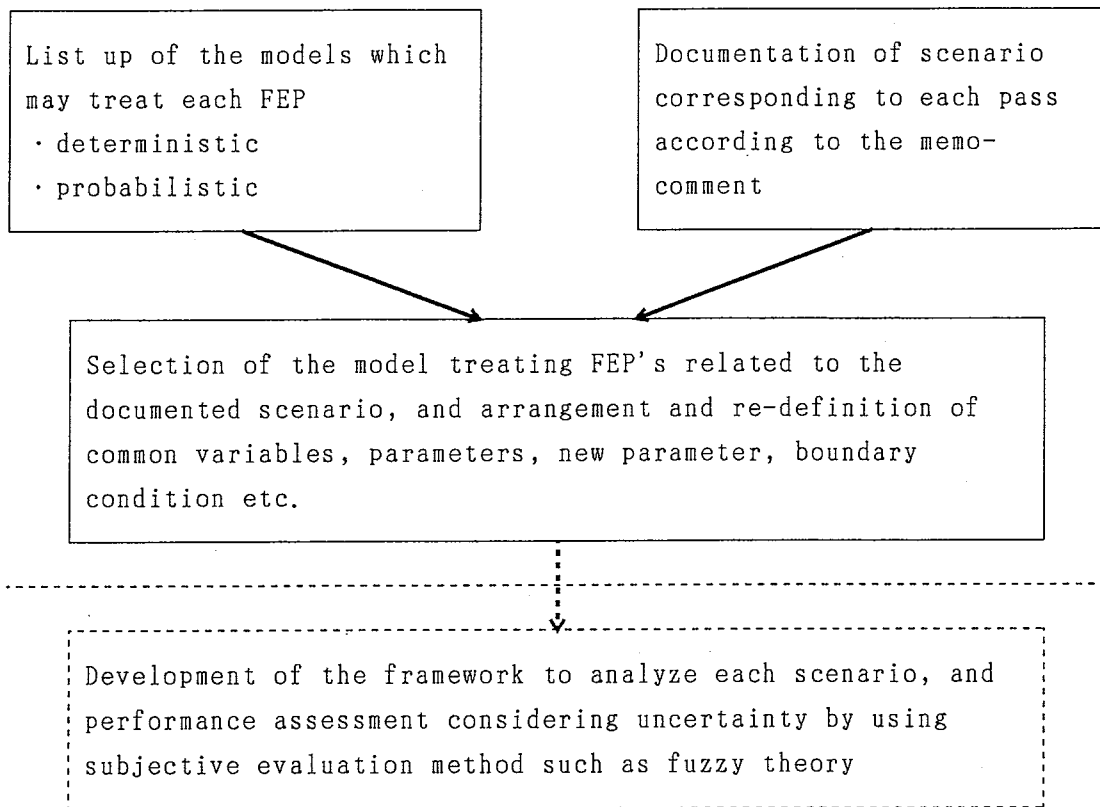 List up of the models which
may treat each FEP
・deterministic
・probabilistic
Documentation of scenario
corresponding to each pass
according to the memo-
comment
Selection of the model treating FEP's related to the
documented scenario, and arrangement and re-definition of
common variables, parameters, new parameter, boundary
condition etc.
Development of the framework to analyze each scenario, and
performance assessment considering uncertainty by using
subjective evaluation method such as fuzzy theory